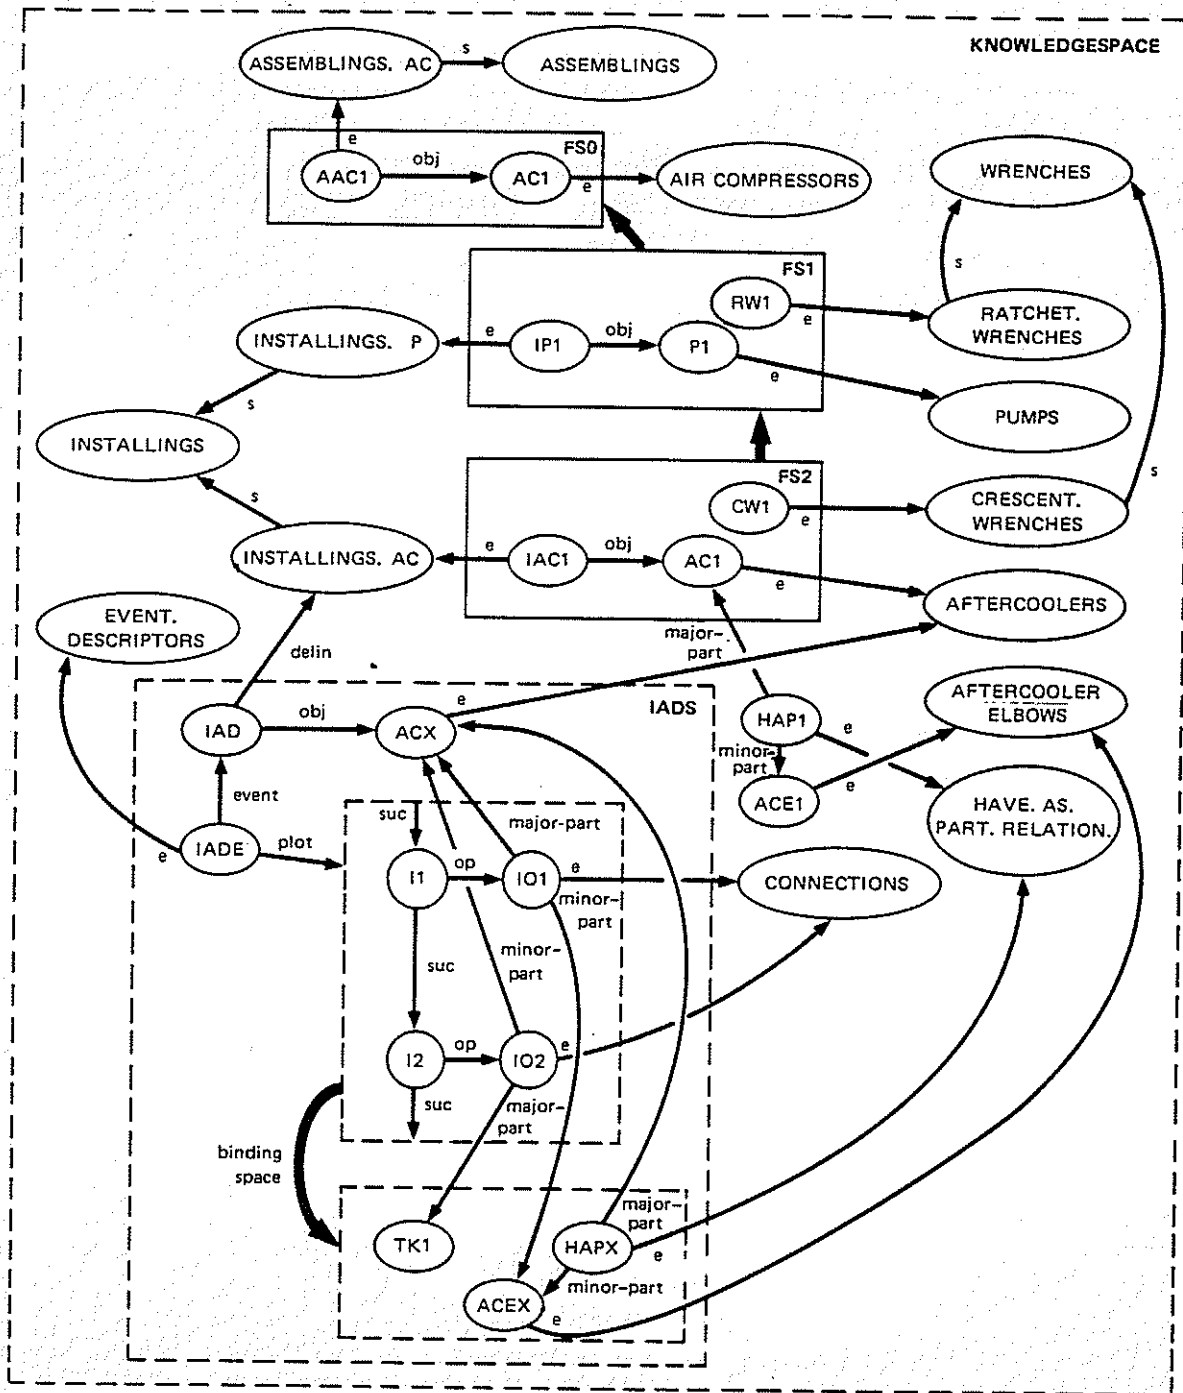 KNOWLEDGESPACE
ASSEMBLINGS. AC
s
ASSEMBLINGS
e
FS0
AAC1
obj
AC1
e
AIR COMPRESSORS
WRENCHES
s
FS1
RW1
e
RATCHET.
WRENCHES
INSTALLINGS. P
e
IP1
obj
P1
e
PUMPS
s
INSTALLINGS
s
FS2
CW1
e
CRESCENT.
WRENCHES
s
INSTALLINGS. AC
e
IAC1
obj
AC1
e
AFTERCOOLERS
EVENT.
DESCRIPTORS
delin
major-
part
IADS
e
IAD
obj
ACX
HAP1
e
AFTERCOOLER
ELBOWS
minor-
part
ACE1
e
HAVE. AS.
PART. RELATION.
event
IADE
e
plot
suc
major-part
I1
op
IO1
e
CONNECTIONS
minor-
part
minor-
part
suc
I2
op
IO2
e
suc
major-
part
binding
space
TK1
major-
part
HAPX
e
minor-part
ACEX
e